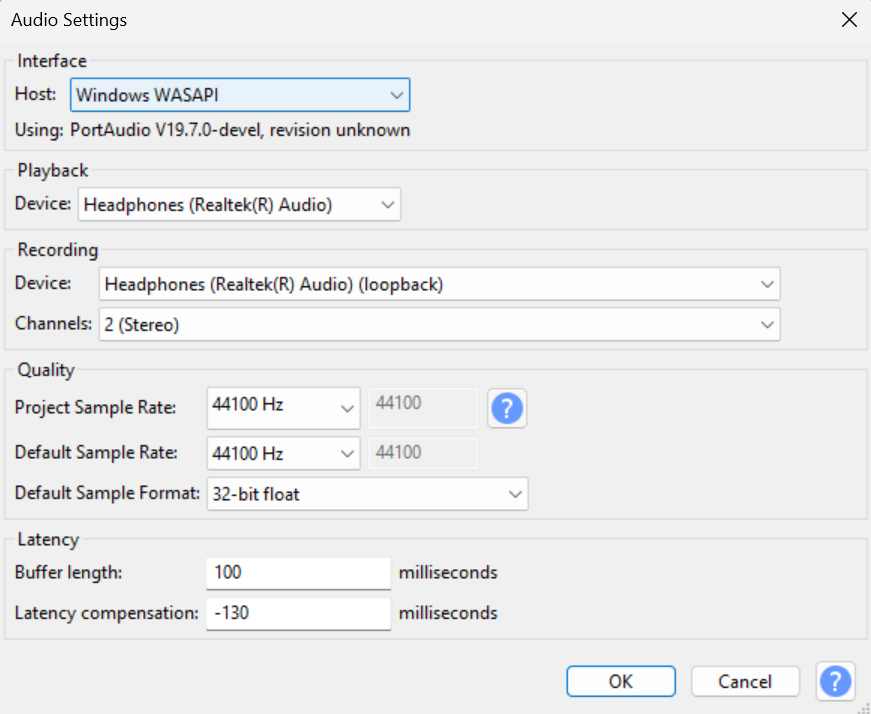 Audio Settings
Interface
Host: Windows WASAPI
Using: PortAudio V19.7.0-devel, revision unknown
Playback
Device: Headphones (Realtek(R) Audio)
Recording
Device: Headphones (Realtek(R) Audio) (loopback)
Channels: 2 (Stereo)
Quality
Project Sample Rate: 44100 Hz 44100 ?
Default Sample Rate: 44100 Hz 44100
Default Sample Format: 32-bit float
Latency
Buffer length: 100 milliseconds
Latency compensation: -130 milliseconds
OK Cancel ?